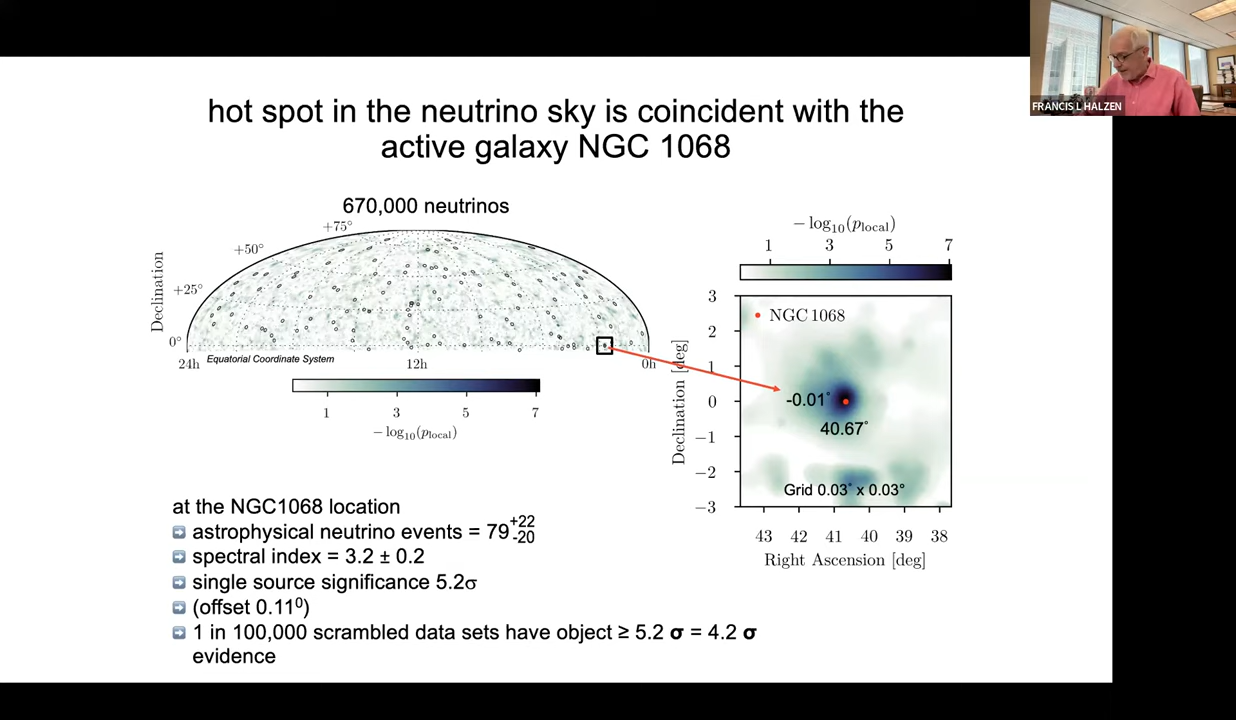 FRANCIS L HALZEN
hot spot in the neutrino sky is coincident with the
active galaxy NGC 1068
670,000 neutrinos
+75°
+50°
+25°
0°
Declination
24h
Equatorial Coordinate System
12h
0h
1 3 5 7
− log₁₀(p_local)
− log₁₀(p_local)
1 3 5 7
NGC 1068
3
2
1
0
−1
−2
−3
Declination [deg]
-0.01°
40.67°
Grid 0.03° x 0.03°
43 42 41 40 39 38
Right Ascension [deg]
at the NGC1068 location
astrophysical neutrino events = 79 +22 -20
spectral index = 3.2 ± 0.2
single source significance 5.2σ
(offset 0.11⁰)
1 in 100,000 scrambled data sets have object ≥ 5.2 σ = 4.2 σ
evidence